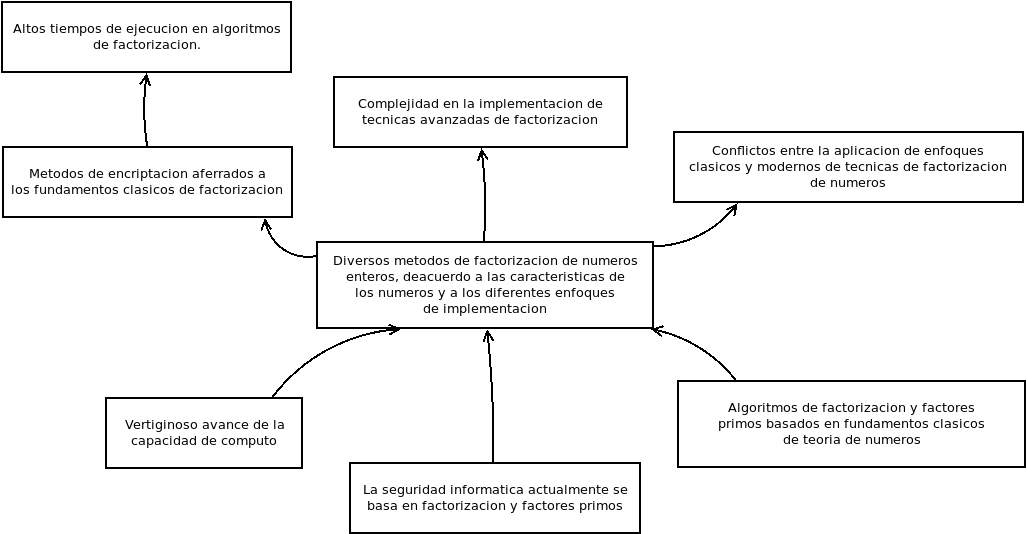 Altos tiempos de ejecucion en algoritmos
de factorizacion.
Complejidad en la implementacion de
tecnicas avanzadas de factorizacion
Conflictos entre la aplicacion de enfoques
clasicos y modernos de tecnicas de factorizacion
de numeros
Metodos de encriptacion aferrados a
los fundamentos clasicos de factorizacion
Diversos metodos de factorizacion de numeros
enteros, deacuerdo a las caracteristicas de
los numeros y a los diferentes enfoques
de implementacion
Vertiginoso avance de la
capacidad de computo
La seguridad informatica actualmente se
basa en factorizacion y factores primos
Algoritmos de factorizacion y factores
primos basados en fundamentos clasicos
de teoria de numeros